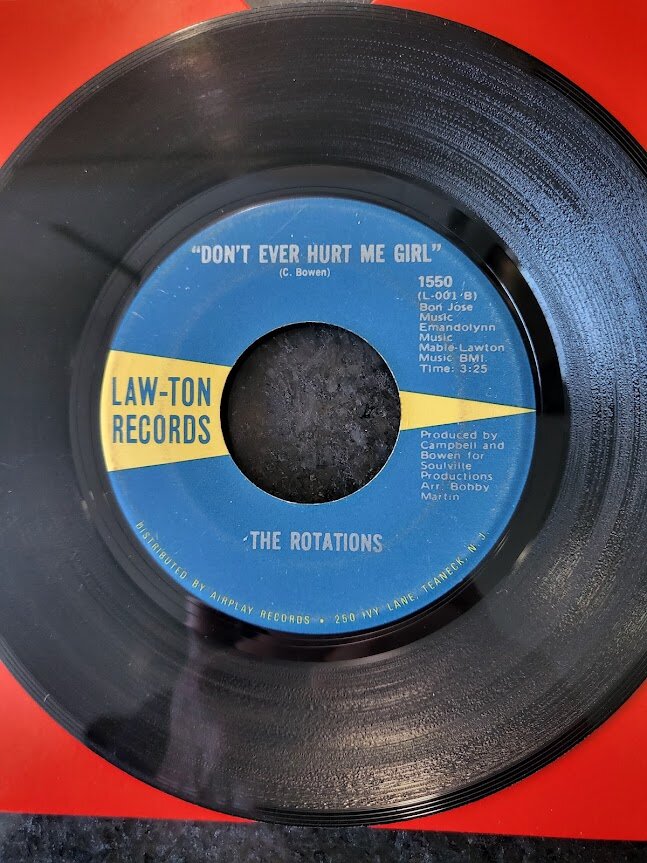 "DON'T EVER HURT ME GIRL"
(C. Bowen)
1550
(L-001 B)
Bon Jose
Music
Emandolynn
Music
Mable-Lawton
Music BMI.
Time: 3:25
LAW-TON
RECORDS
Produced by
Campbell and
Bowen for
Soulville
Productions
Arr. Bobby
Martin
THE ROTATIONS
DISTRIBUTED BY AIRPLAY RECORDS • 250 IVY LANE, TEANECK, N. J.